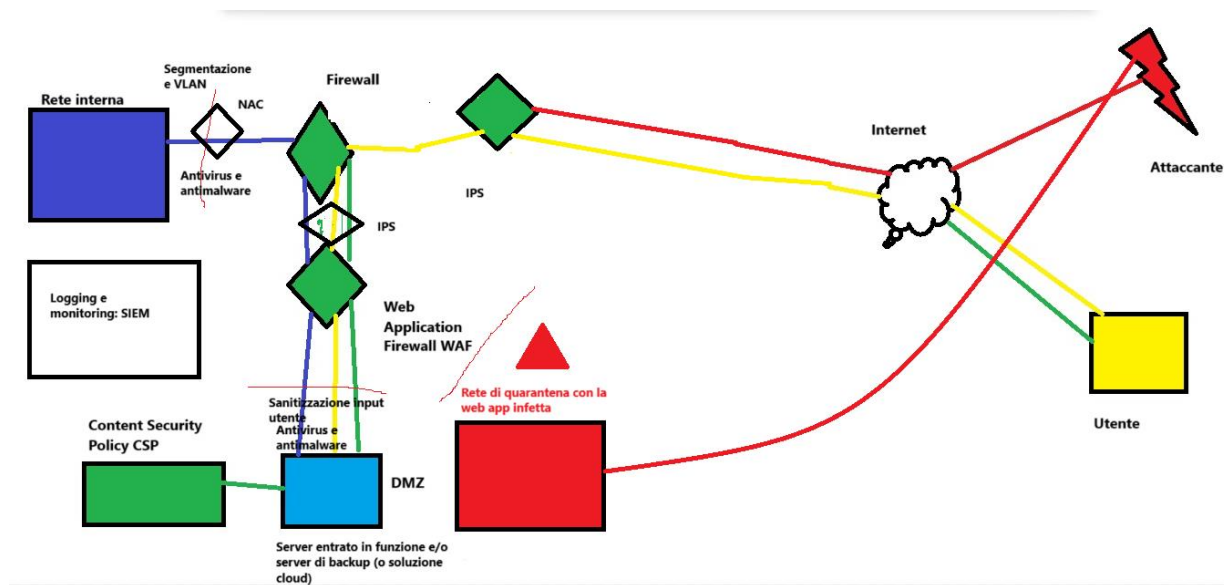 Segmentazione
e VLAN
Firewall
Rete interna
NAC
Internet
Attaccante
Antivirus e
antimalware
IPS
IPS
Logging e
monitoring: SIEM
Web
Application
Firewall WAF
Rete di quarantena con la
web app infetta
Sanitizzazione input
utente
Antivirus e
antimalware
Utente
Content Security
Policy CSP
DMZ
Server entrato in funzione e/o
server di backup (o soluzione
cloud)